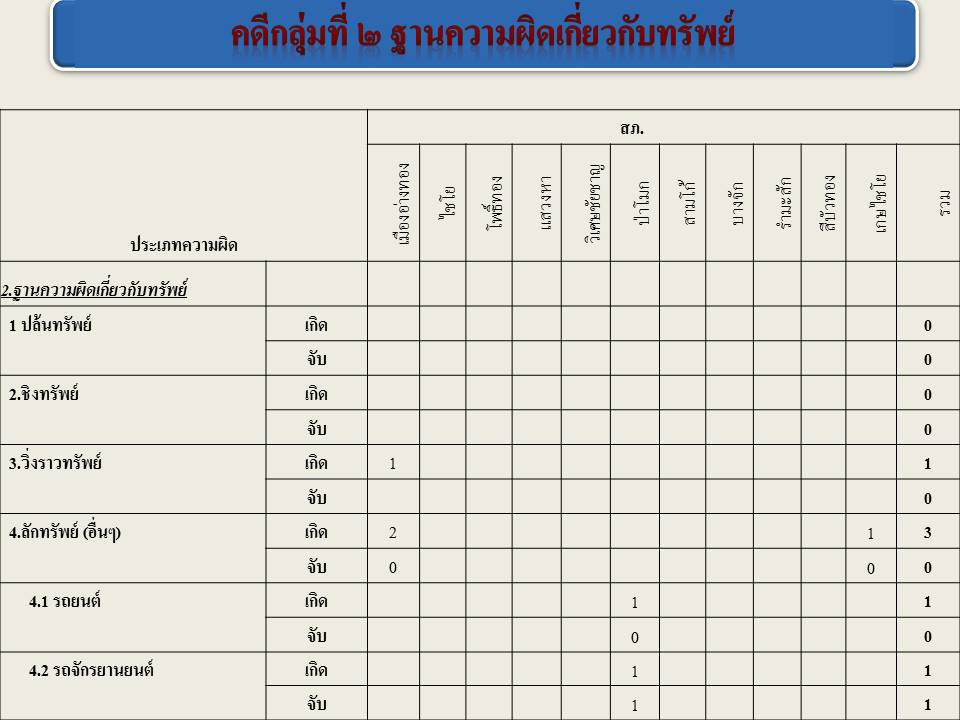 คดีกลุ่มที่ ๒ ฐานความผิดเกี่ยวกับทรัพย์
สภ.
ประเภทความผิด เมืองอ่างทอง ไชโย โพธิ์ทอง แสวงหา วิเศษชัยชาญ ป่าโมก สามโก้ บางจัก รำมะสัก สีบัวทอง เกษไชโย รวม
2.ฐานความผิดเกี่ยวกับทรัพย์
1 ปล้นทรัพย์ เกิด 0
จับ 0
2.ชิงทรัพย์ เกิด 0
จับ 0
3.วิ่งราวทรัพย์ เกิด 1 1
จับ 0
4.ลักทรัพย์ (อื่นๆ) เกิด 2 1 3
จับ 0 0 0
4.1 รถยนต์ เกิด 1 1
จับ 0 0
4.2 รถจักรยานยนต์ เกิด 1 1
จับ 1 1